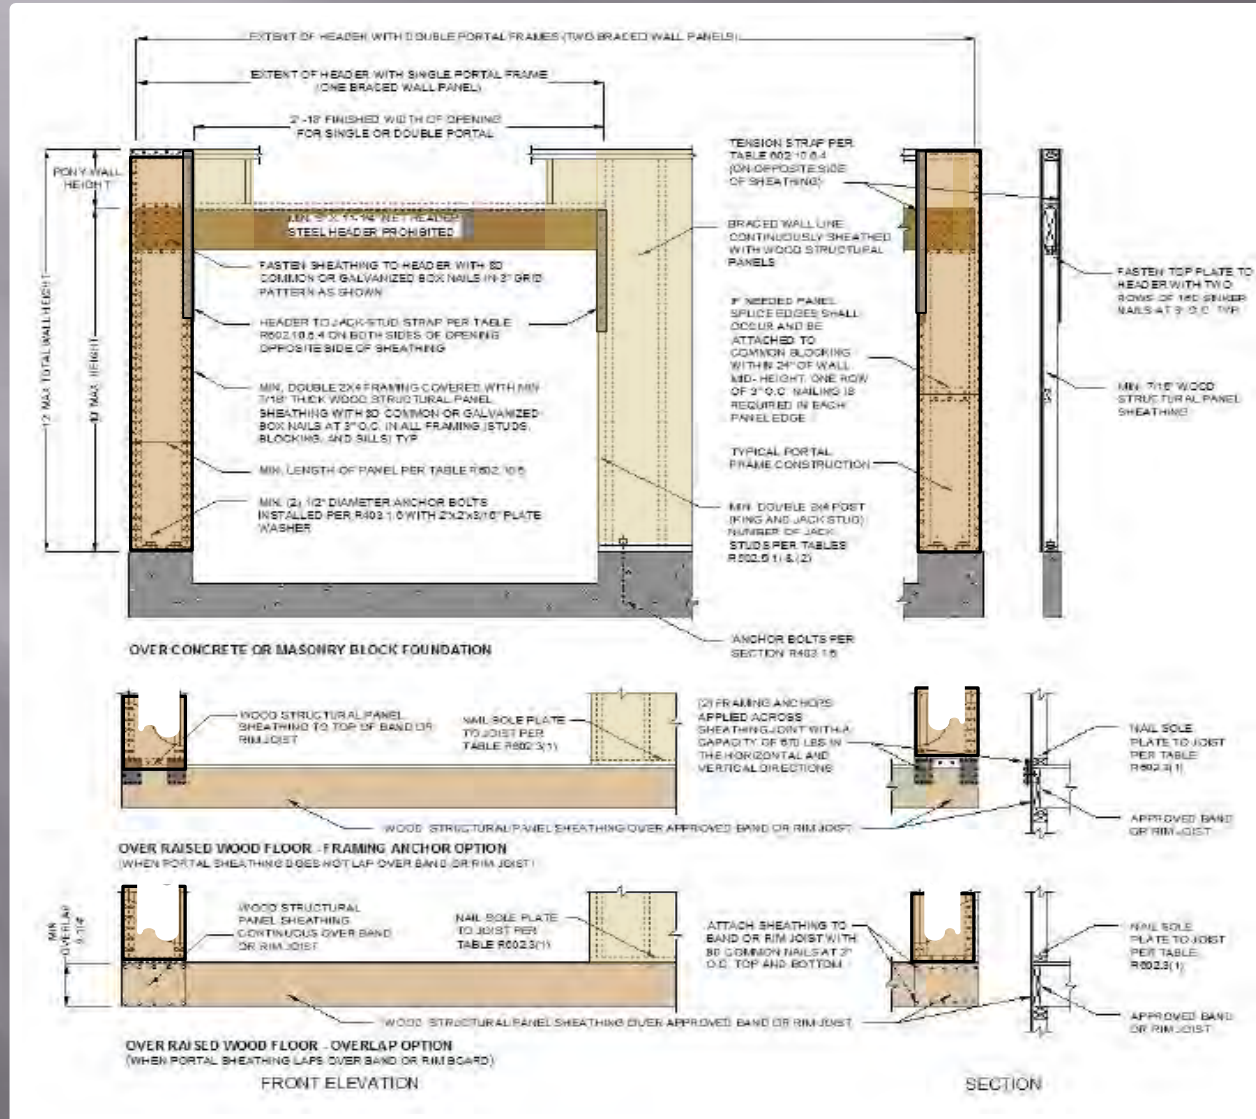 EXTENT OF HEADER WITH DOUBLE PORTAL FRAMES (TWO BRACED WALL PANELS)
EXTENT OF HEADER WITH SINGLE PORTAL FRAME
(ONE BRACED WALL PANEL)
2'-18' FINISHED WIDTH OF OPENING
FOR SINGLE OR DOUBLE PORTAL
PONY WALL
HEIGHT
12' MAX TOTAL WALL HEIGHT
10' MAX HEIGHT
MIN. 3" X 11-1/4" NET HEADER
STEEL HEADER PROHIBITED
FASTEN SHEATHING TO HEADER WITH 8D
COMMON OR GALVANIZED BOX NAILS IN 3" GRID
PATTERN AS SHOWN
HEADER TO JACK-STUD STRAP PER TABLE
R602.10.6.4 ON BOTH SIDES OF OPENING
OPPOSITE SIDE OF SHEATHING
MIN. DOUBLE 2X4 FRAMING COVERED WITH MIN
7/16" THICK WOOD STRUCTURAL PANEL
SHEATHING WITH 8D COMMON OR GALVANIZED
BOX NAILS AT 3" O.C. IN ALL FRAMING (STUDS,
BLOCKING, AND SILLS) TYP
MIN. LENGTH OF PANEL PER TABLE R602.10.5
MIN. (2) 1/2" DIAMETER ANCHOR BOLTS
INSTALLED PER R403.1.6 WITH 2"x2"x3/16" PLATE
WASHER
TENSION STRAP PER
TABLE 602.10.6.4
(ON OPPOSITE SIDE
OF SHEATHING)
BRACED WALL LINE
CONTINUOUSLY SHEATHED
WITH WOOD STRUCTURAL
PANELS
IF NEEDED PANEL
SPLICE EDGES SHALL
OCCUR AND BE
ATTACHED TO
COMMON BLOCKING
WITHIN 24" OF WALL
MID-HEIGHT. ONE ROW
OF 3" O.C. NAILING IS
REQUIRED IN EACH
PANEL EDGE
TYPICAL PORTAL
FRAME CONSTRUCTION
MIN. DOUBLE 2x4 POST
(KING AND JACK STUD)
NUMBER OF JACK
STUDS PER TABLES
R502.5(1) & (2)
ANCHOR BOLTS PER
SECTION R403.1.6
FASTEN TOP PLATE TO
HEADER WITH TWO
ROWS OF 16D SINKER
NAILS AT 3" O.C. TYP.
MIN. 7/16" WOOD
STRUCTURAL PANEL
SHEATHING
OVER CONCRETE OR MASONRY BLOCK FOUNDATION
WOOD STRUCTURAL PANEL
SHEATHING TO TOP OF BAND OR
RIM JOIST
NAIL SOLE PLATE
TO JOIST PER
TABLE R602.3(1)
(2) FRAMING ANCHORS
APPLIED ACROSS
SHEATHING JOINT WITH A
CAPACITY OF 670 LBS IN
THE HORIZONTAL AND
VERTICAL DIRECTIONS
NAIL SOLE
PLATE TO JOIST
PER TABLE
R602.3(1)
WOOD STRUCTURAL PANEL SHEATHING OVER APPROVED BAND OR RIM JOIST
APPROVED BAND
OR RIM JOIST
OVER RAISED WOOD FLOOR - FRAMING ANCHOR OPTION
(WHEN PORTAL SHEATHING DOES NOT LAP OVER BAND OR RIM JOIST)
MIN
OVERLAP
9-1/4"
WOOD STRUCTURAL
PANEL SHEATHING
CONTINUOUS OVER BAND
OR RIM JOIST
NAIL SOLE PLATE
TO JOIST PER
TABLE R602.3(1)
ATTACH SHEATHING TO
BAND OR RIM JOIST WITH
8D COMMON NAILS AT 3"
O.C. TOP AND BOTTOM
NAIL SOLE
PLATE TO JOIST
PER TABLE
R602.3(1)
WOOD STRUCTURAL PANEL SHEATHING OVER APPROVED BAND OR RIM JOIST
APPROVED BAND
OR RIM JOIST
OVER RAISED WOOD FLOOR - OVERLAP OPTION
(WHEN PORTAL SHEATHING LAPS OVER BAND OR RIM BOARD)
FRONT ELEVATION
SECTION